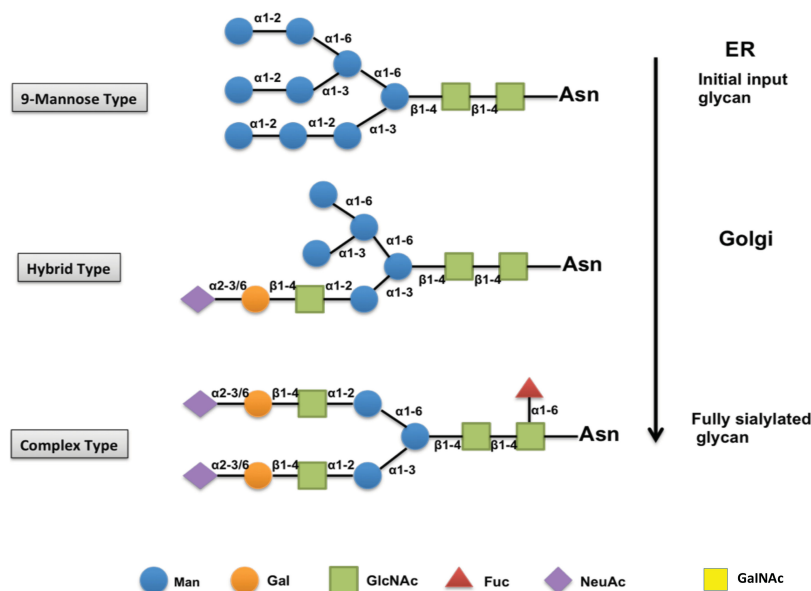 α1-2
α1-6
ER
α1-6
Initial input
glycan
9-Mannose Type
α1-2
α1-3
Asn
β1-4
β1-4
α1-2
α1-2
α1-3
α1-6
Golgi
α1-3
α1-6
Hybrid Type
Asn
α2-3/6
β1-4
α1-2
α1-3
β1-4
β1-4
α2-3/6
β1-4
α1-2
α1-6
α1-6
Fully sialylated
glycan
Complex Type
Asn
β1-4
β1-4
α2-3/6
β1-4
α1-2
α1-3
Man
Gal
GlcNAc
Fuc
NeuAc
GalNAc